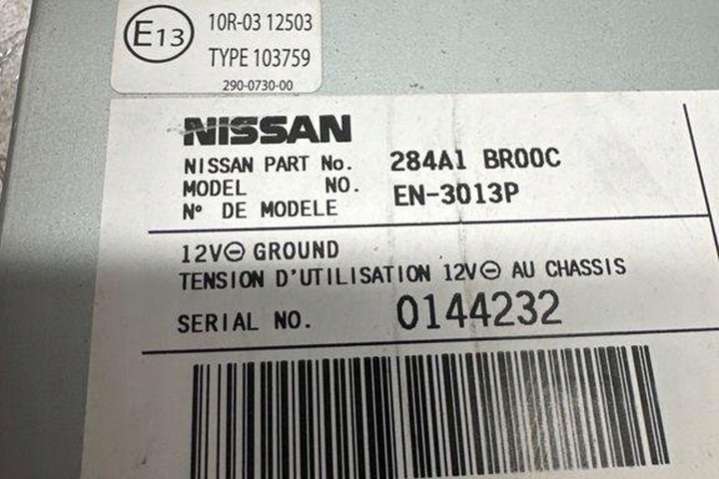 E13
10R-03 12503
TYPE 103759
290-0730-00
NISSAN
NISSAN PART No. 284A1 BR00C
MODEL NO. EN-3013P
Nº DE MODELE
12V⊖ GROUND
TENSION D'UTILISATION 12V⊖ AU CHASSIS
SERIAL NO. 0144232